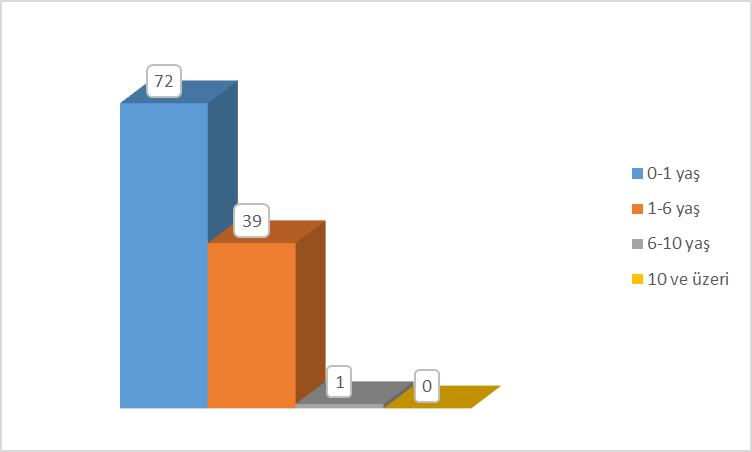 72
39
1
0
0-1 yaş
1-6 yaş
6-10 yaş
10 ve üzeri